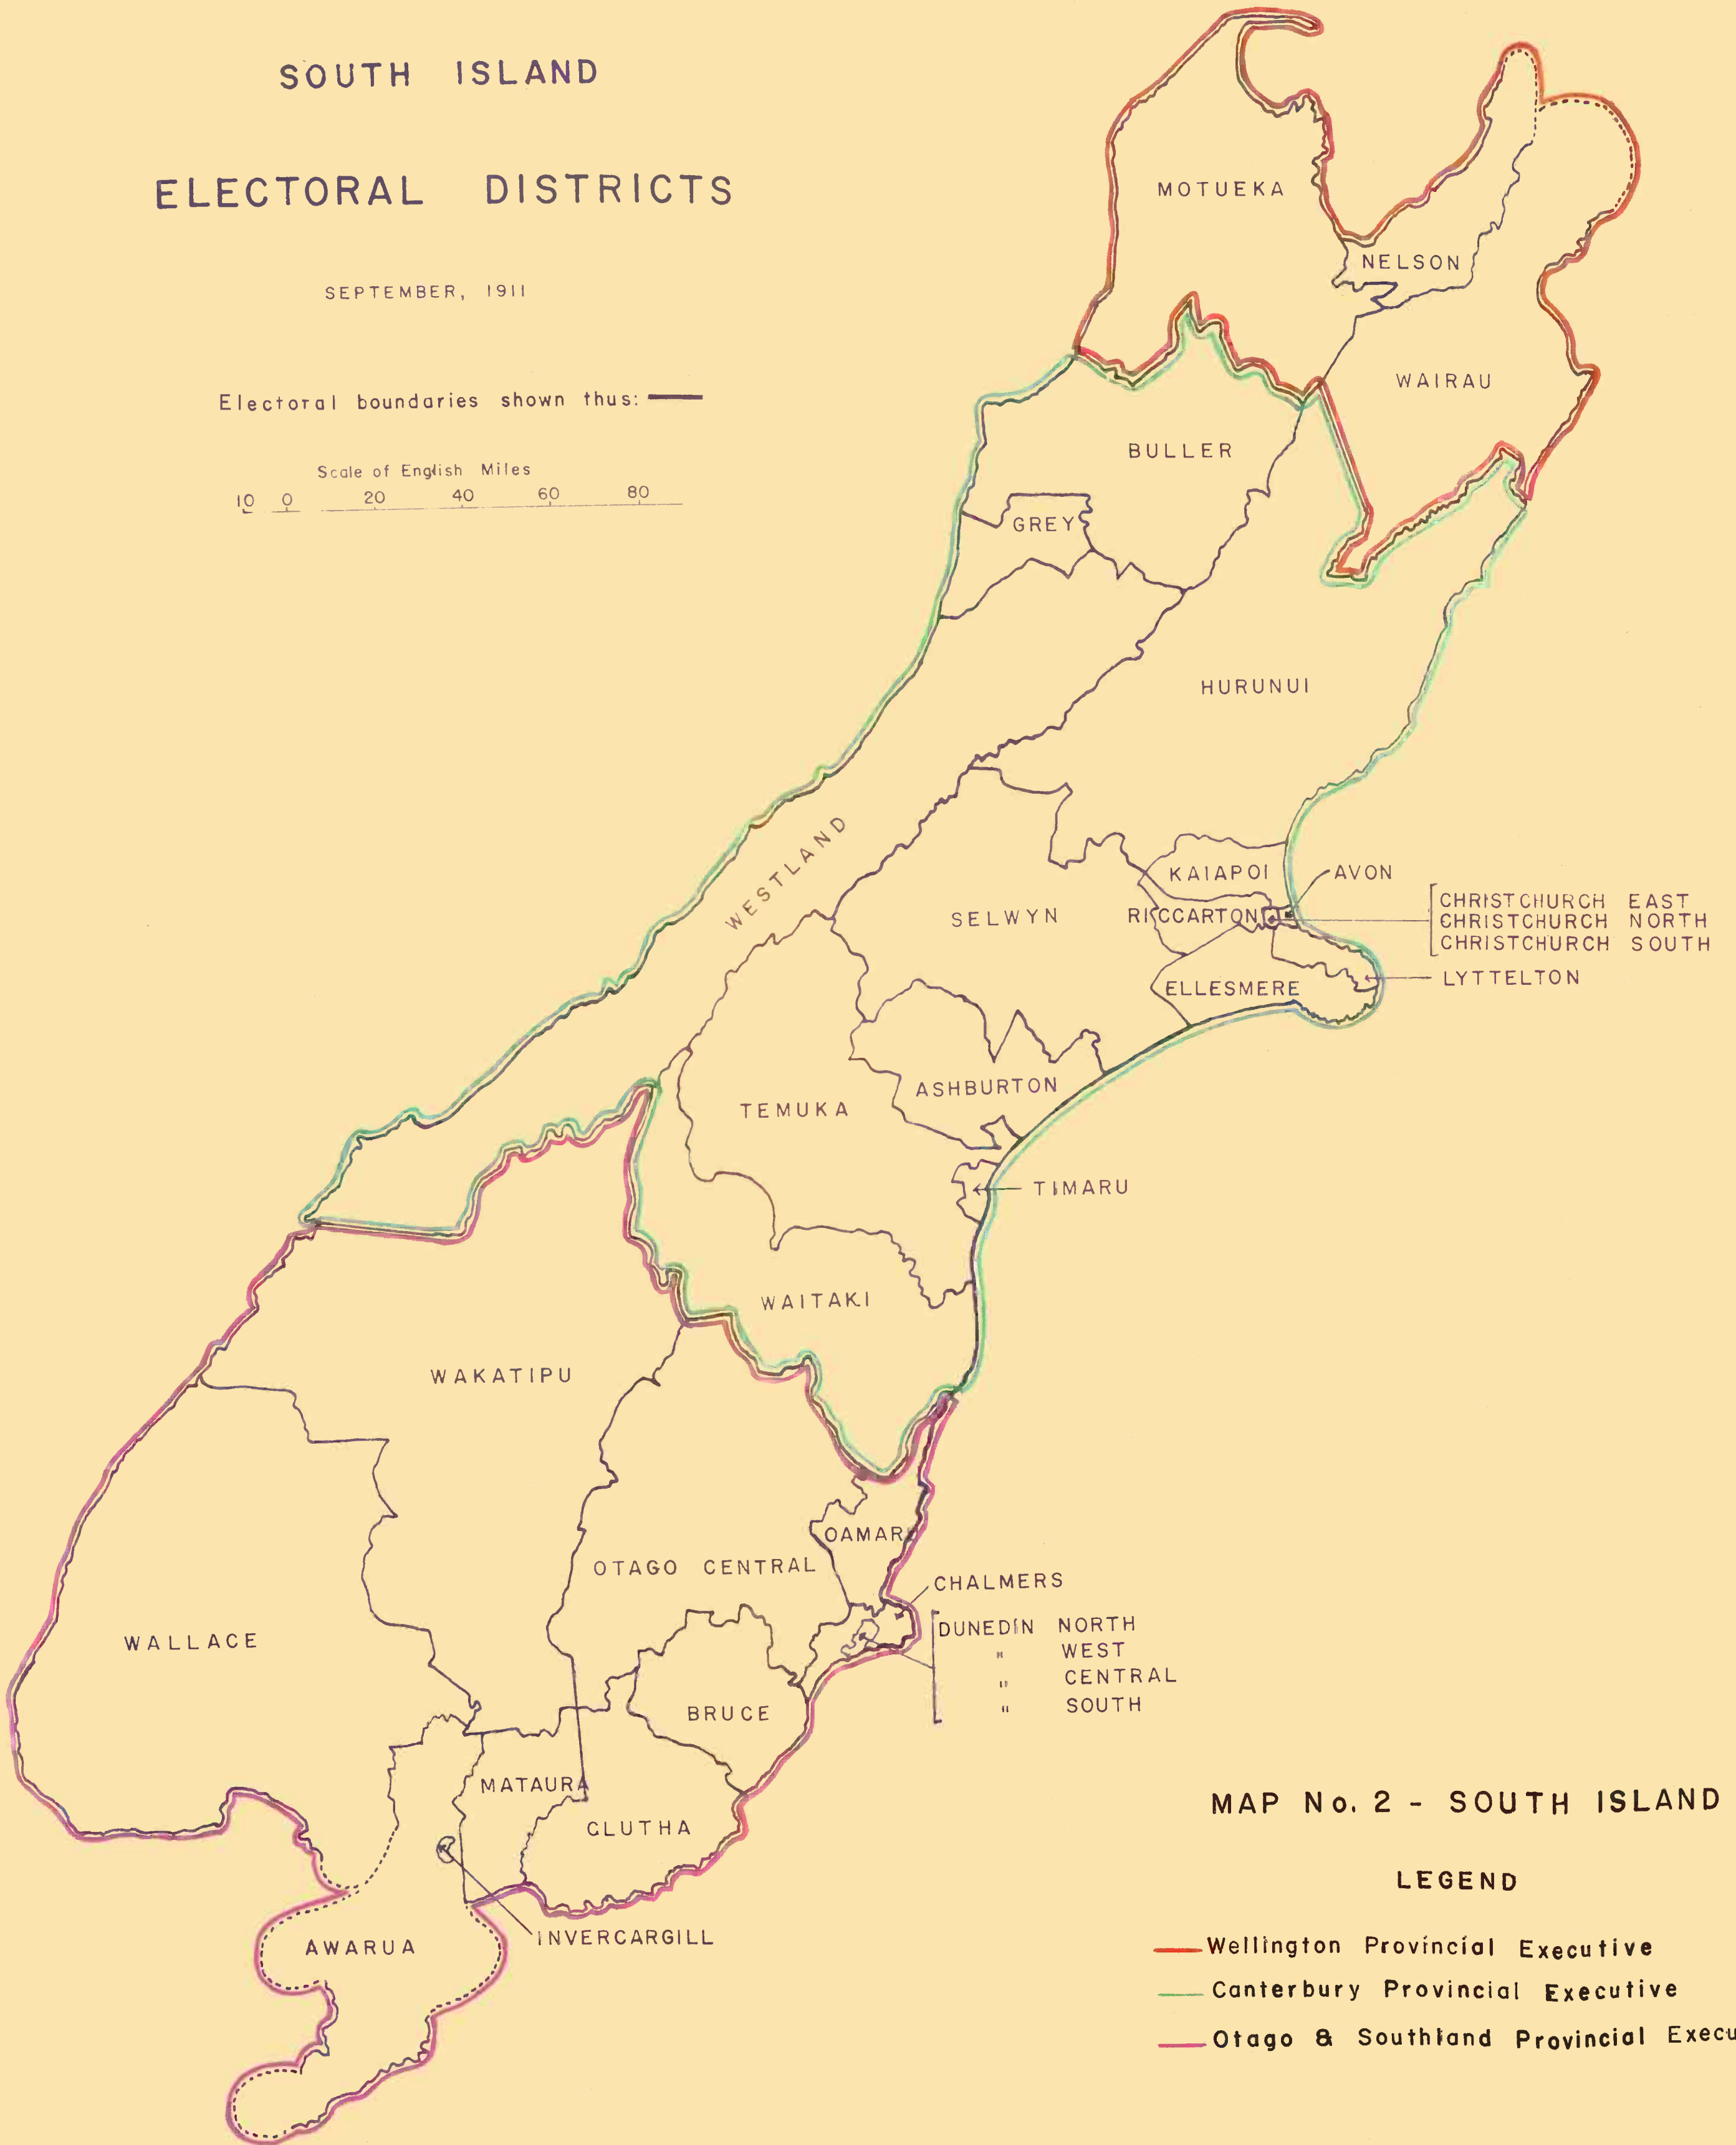 SOUTH ISLAND
ELECTORAL DISTRICTS
SEPTEMBER, 1911
Electoral boundaries shown thus:
Scale of English Miles
10 0 20 40 60 80
MOTUEKA
NELSON
WAIRAU
BULLER
GREY
HURUNUI
WESTLAND
KAIAPOI
AVON
SELWYN
RICCARTON
CHRISTCHURCH EAST
CHRISTCHURCH NORTH
CHRISTCHURCH SOUTH
LYTTELTON
ELLESMERE
ASHBURTON
TEMUKA
TIMARU
WAITAKI
WAKATIPU
OAMARU
OTAGO CENTRAL
CHALMERS
DUNEDIN NORTH
" WEST
" CENTRAL
" SOUTH
WALLACE
BRUCE
MATAURA
CLUTHA
INVERCARGILL
AWARUA
MAP No. 2 - SOUTH ISLAND
LEGEND
Wellington Provincial Executive
Canterbury Provincial Executive
Otago & Southland Provincial Execu